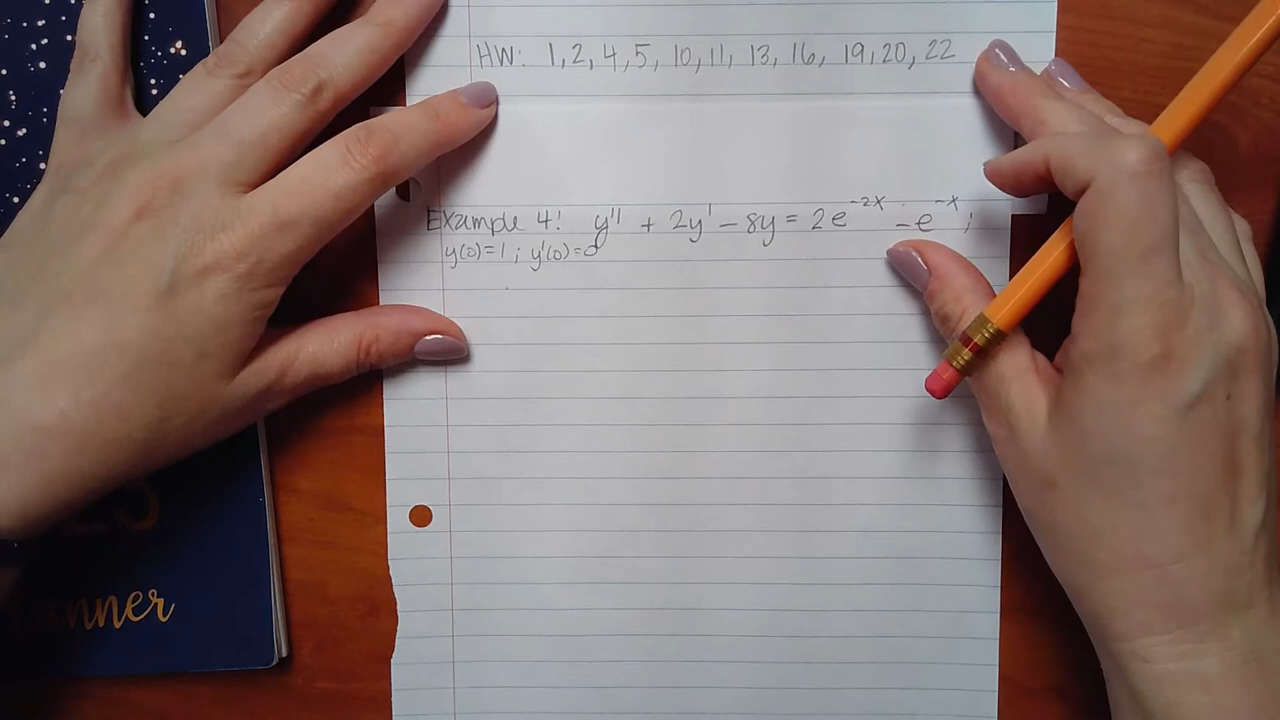 HW: 1, 2, 4, 5, 10, 11, 13, 16, 19, 20, 22
Example 4: y'' + 2y' - 8y = 2e^{-2x} - e^{-x};
y(0)=1; y'(0)=0